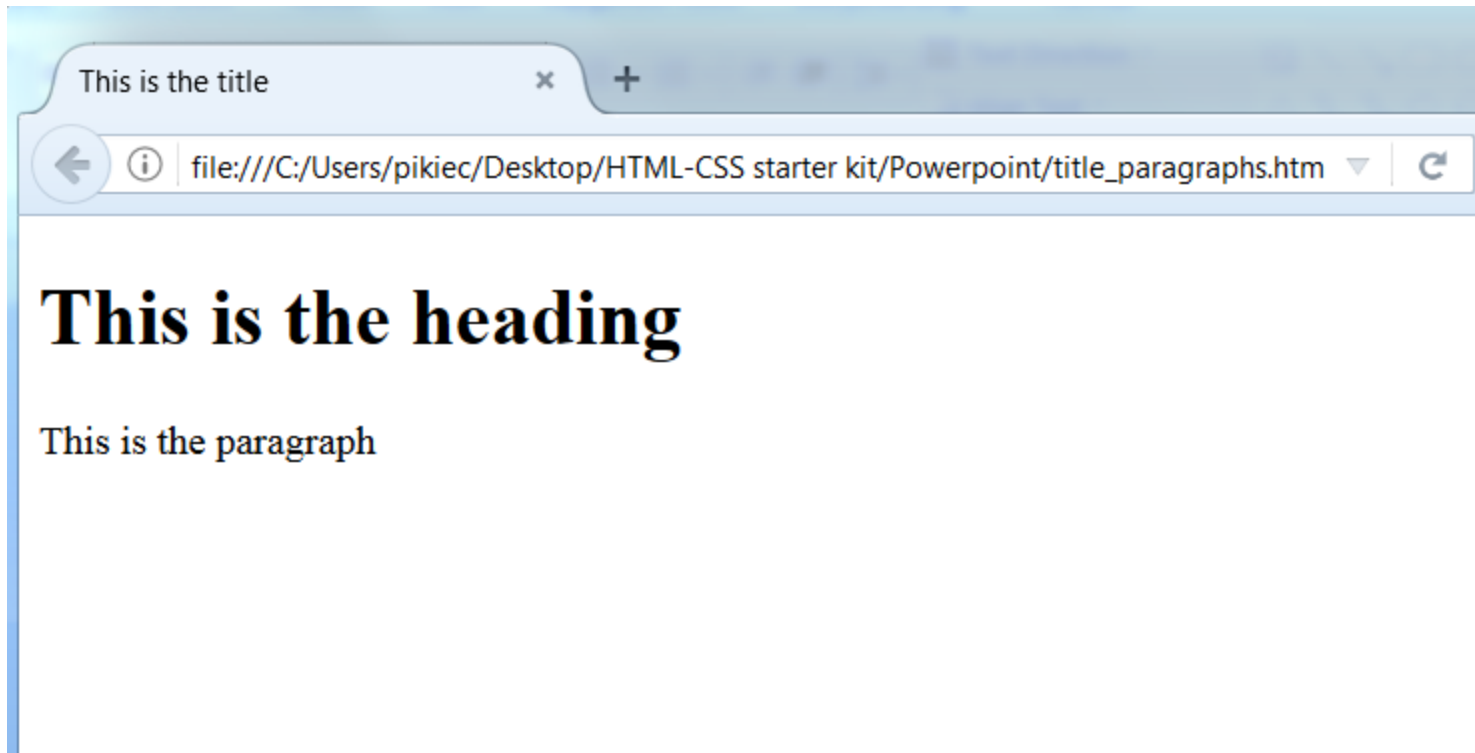 This is the title
file:///C:/Users/pikiec/Desktop/HTML-CSS starter kit/Powerpoint/title_paragraphs.htm
This is the heading
This is the paragraph